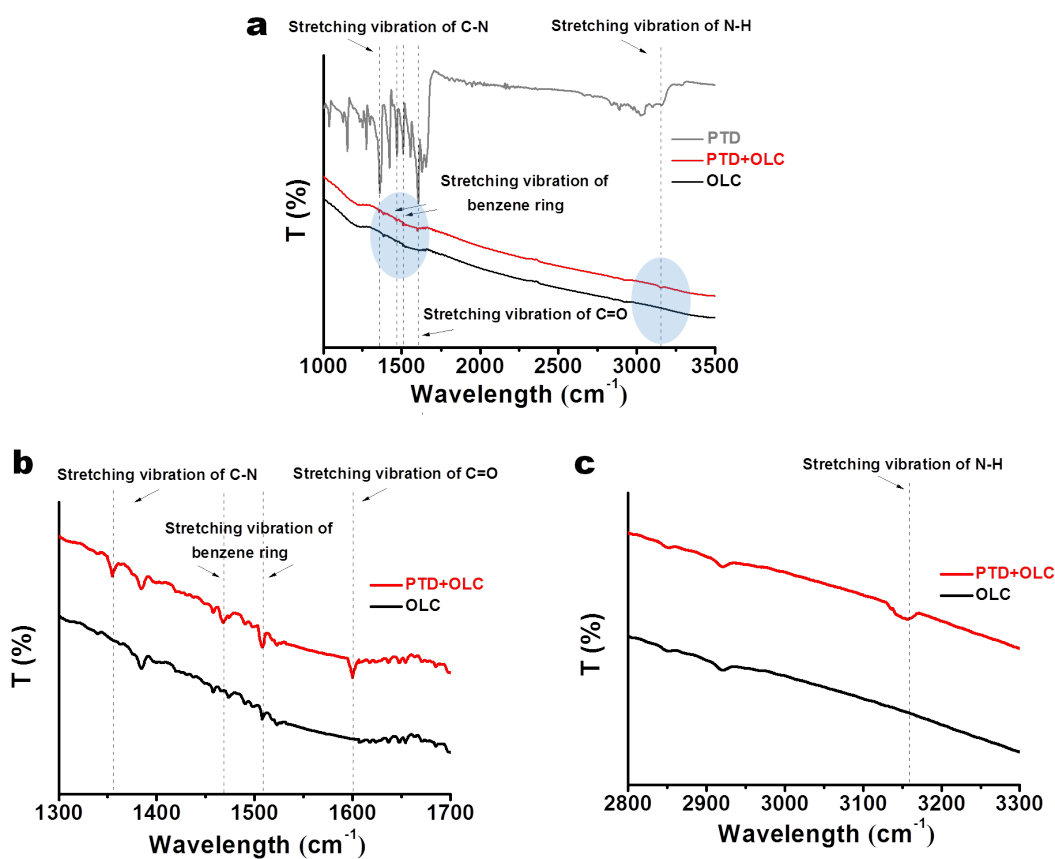 a
Stretching vibration of C-N
Stretching vibration of N-H
PTD
PTD+OLC
OLC
Stretching vibration of
benzene ring
Stretching vibration of C=O
T (%)
1000 1500 2000 2500 3000 3500
Wavelength (cm⁻¹)
b
Stretching vibration of C-N
Stretching vibration of C=O
Stretching vibration of
benzene ring
PTD+OLC
OLC
T (%)
1300 1400 1500 1600 1700
Wavelength (cm⁻¹)
c
Stretching vibration of N-H
PTD+OLC
OLC
T (%)
2800 2900 3000 3100 3200 3300
Wavelength (cm⁻¹)